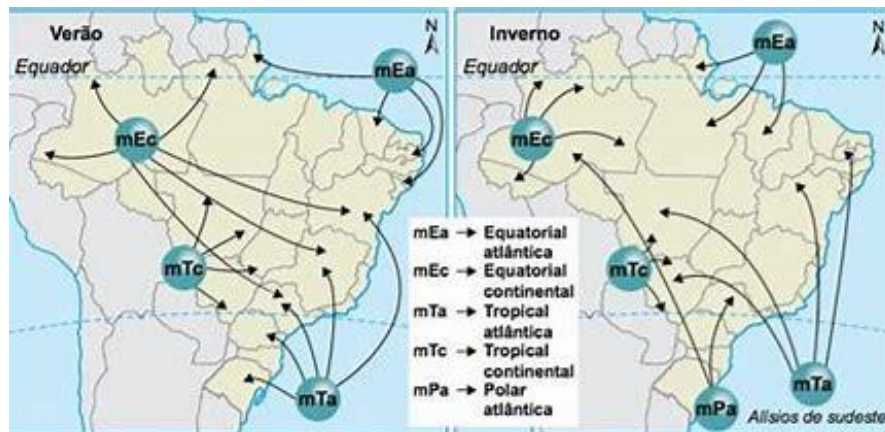 Verão
N
Equador
mEa
mEc
mTc
mTa
Inverno
N
Equador
mEa
mEc
mTc
mTa
mPa
Alísios de sudeste
mEa → Equatorial
atlântica
mEc → Equatorial
continental
mTa → Tropical
atlântica
mTc → Tropical
continental
mPa → Polar
atlântica